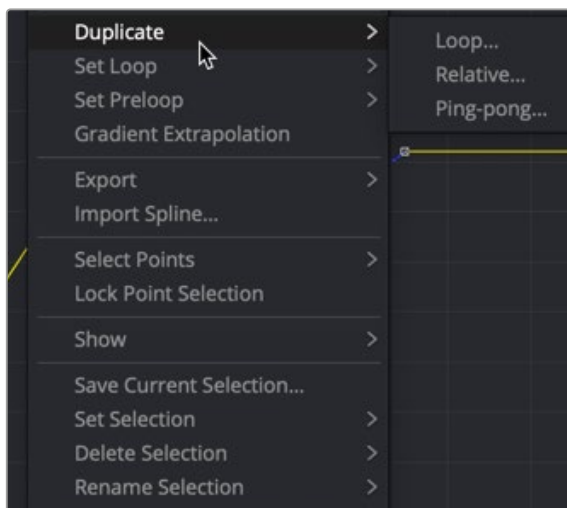 Duplicate
Set Loop
Set Preloop
Gradient Extrapolation
Export
Import Spline...
Select Points
Lock Point Selection
Show
Save Current Selection...
Set Selection
Delete Selection
Rename Selection
Loop...
Relative...
Ping-pong...